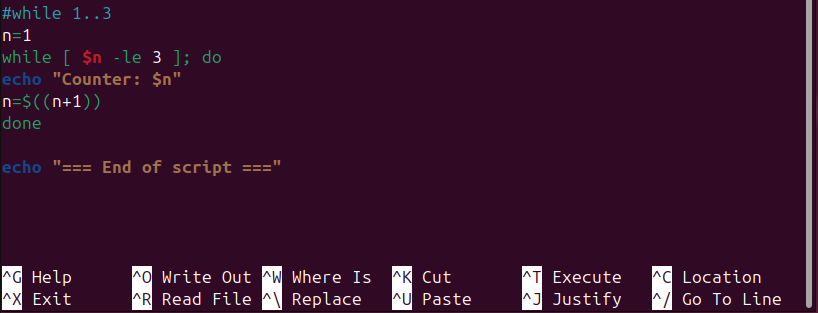 #while 1..3
n=1
while [ $n -le 3 ]; do
echo "Counter: $n"
n=$((n+1))
done
echo "=== End of script ==="
^G Help ^O Write Out ^W Where Is ^K Cut ^T Execute ^C Location
^X Exit ^R Read File ^\ Replace ^U Paste ^J Justify ^/ Go To Line